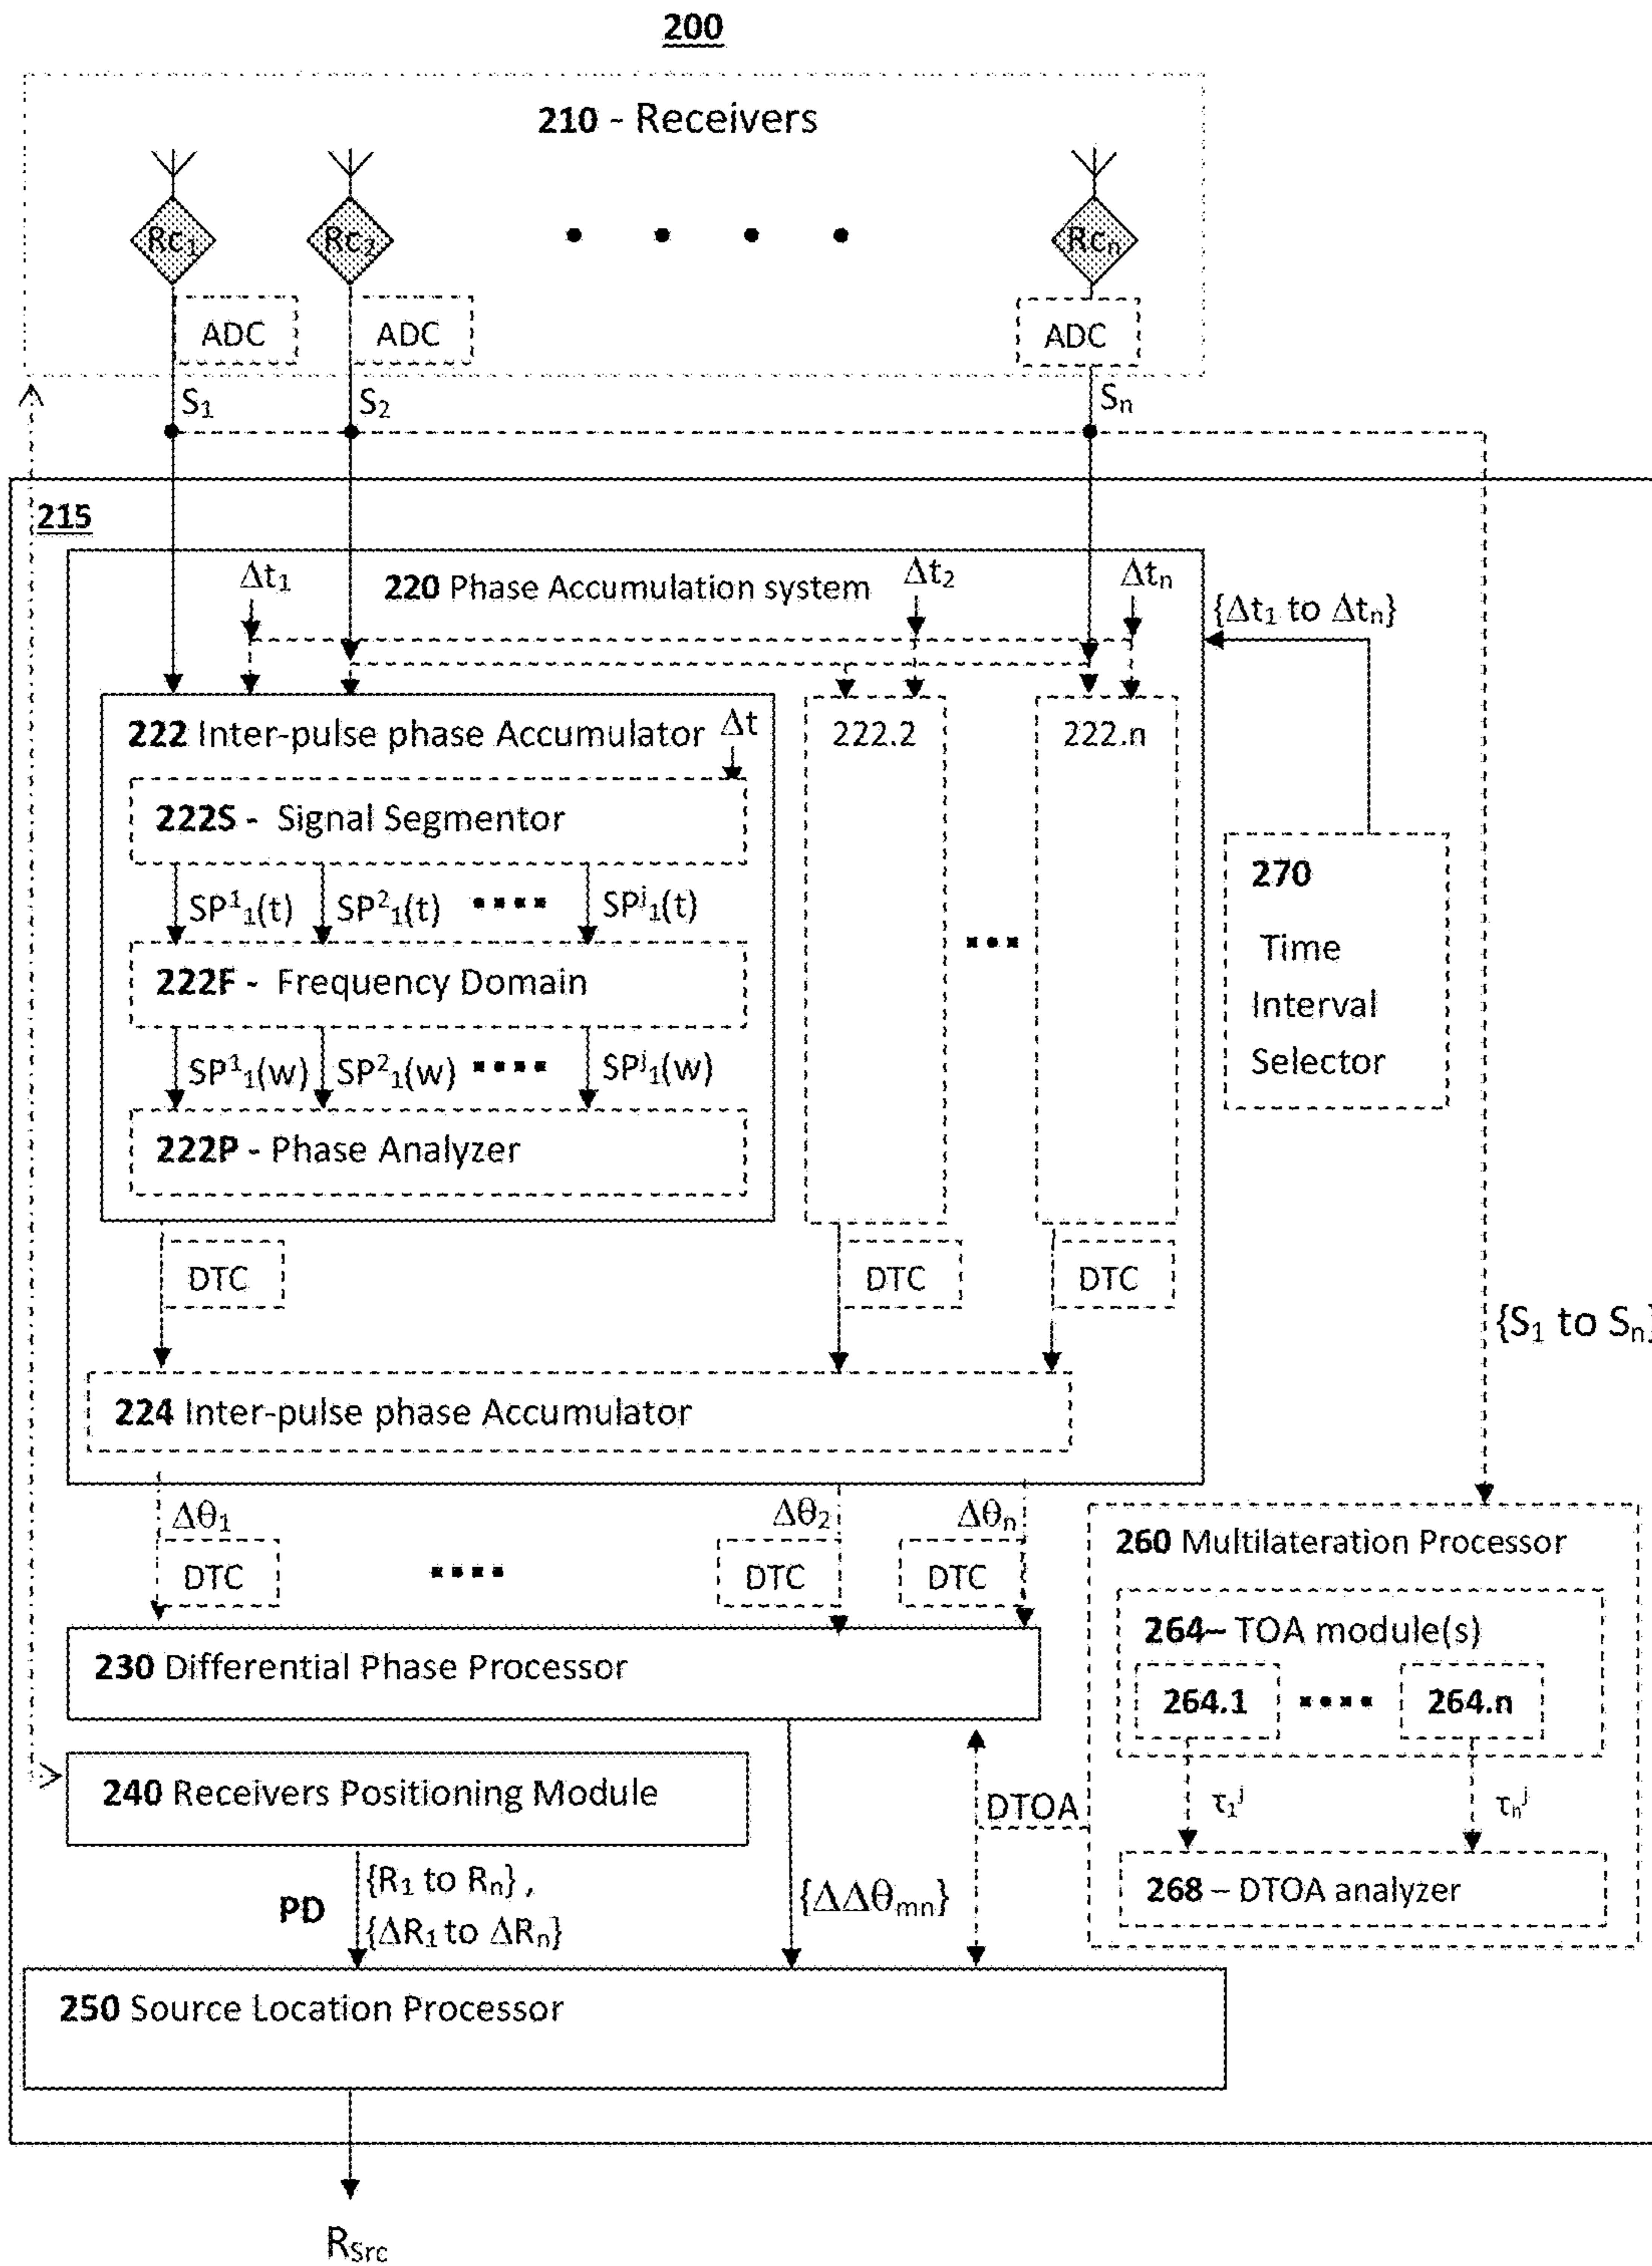 200
210 - Receivers
Rc₁ Rc₂ Rcₙ
ADC ADC ADC
S₁ S₂ Sₙ
215
Δt₁ 220 Phase Accumulation system Δt₂ Δtₙ
{Δt₁ to Δtₙ}
222 Inter-pulse phase Accumulator Δt 222.2 222.n
222S - Signal Segmentor
SP¹₁(t) SP²₁(t) SPʲ₁(t)
222F - Frequency Domain
SP¹₁(w) SP²₁(w) SPʲ₁(w)
222P - Phase Analyzer
270
Time
Interval
Selector
DTC DTC DTC
{S₁ to Sₙ}
224 Inter-pulse phase Accumulator
Δθ₁ Δθ₂ Δθₙ
DTC DTC DTC
260 Multilateration Processor
264– TOA module(s)
264.1 264.n
τ₁ʲ τₙʲ
268 – DTOA analyzer
230 Differential Phase Processor
240 Receivers Positioning Module
DTOA
PD {R₁ to Rₙ} ,
{ΔR₁ to ΔRₙ}
{ΔΔθₘₙ}
250 Source Location Processor
R_Src